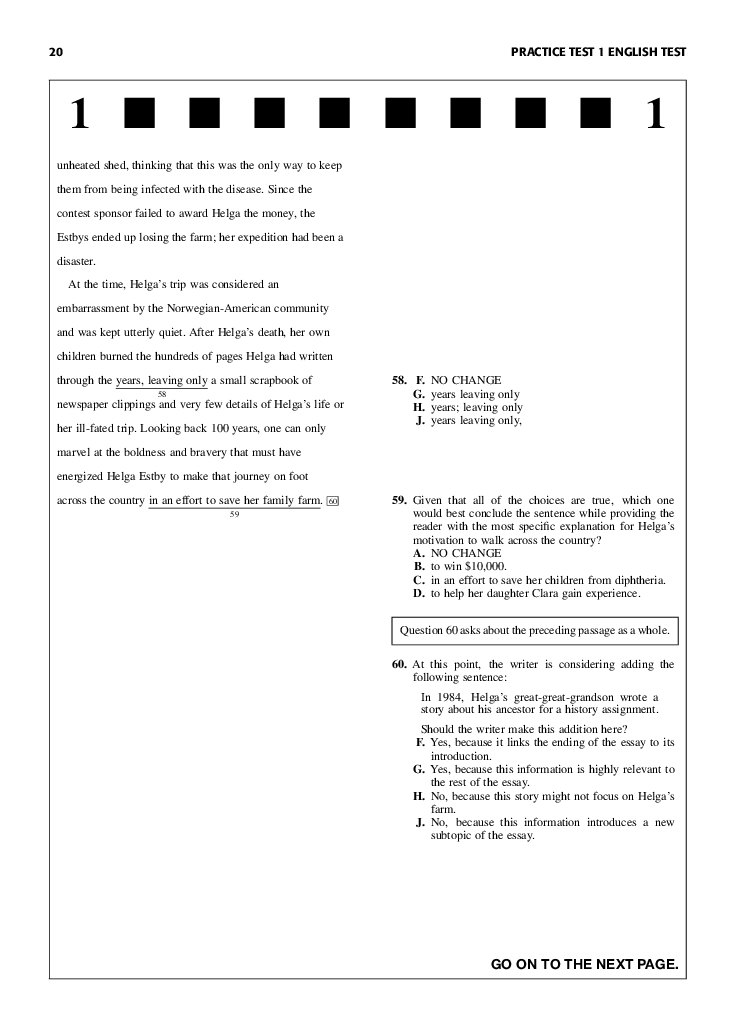 20
PRACTICE TEST 1 ENGLISH TEST
1
1
unheated shed, thinking that this was the only way to keep
them from being infected with the disease. Since the
contest sponsor failed to award Helga the money, the
Estbys ended up losing the farm; her expedition had been a
disaster.
At the time, Helga's trip was considered an
embarrassment by the Norwegian-American community
and was kept utterly quiet. After Helga's death, her own
children burned the hundreds of pages Helga had written
through the years, leaving only a small scrapbook of
58
newspaper clippings and very few details of Helga's life or
her ill-fated trip. Looking back 100 years, one can only
marvel at the boldness and bravery that must have
energized Helga Estby to make that journey on foot
across the country in an effort to save her family farm. 60
59
58. F. NO CHANGE
G. years leaving only
H. years; leaving only
J. years leaving only,
59. Given that all of the choices are true, which one
would best conclude the sentence while providing the
reader with the most specific explanation for Helga's
motivation to walk across the country?
A. NO CHANGE
B. to win $10,000.
C. in an effort to save her children from diphtheria.
D. to help her daughter Clara gain experience.
Question 60 asks about the preceding passage as a whole.
60. At this point, the writer is considering adding the
following sentence:
In 1984, Helga's great-great-grandson wrote a
story about his ancestor for a history assignment.
Should the writer make this addition here?
F. Yes, because it links the ending of the essay to its
introduction.
G. Yes, because this information is highly relevant to
the rest of the essay.
H. No, because this story might not focus on Helga's
farm.
J. No, because this information introduces a new
subtopic of the essay.
GO ON TO THE NEXT PAGE.